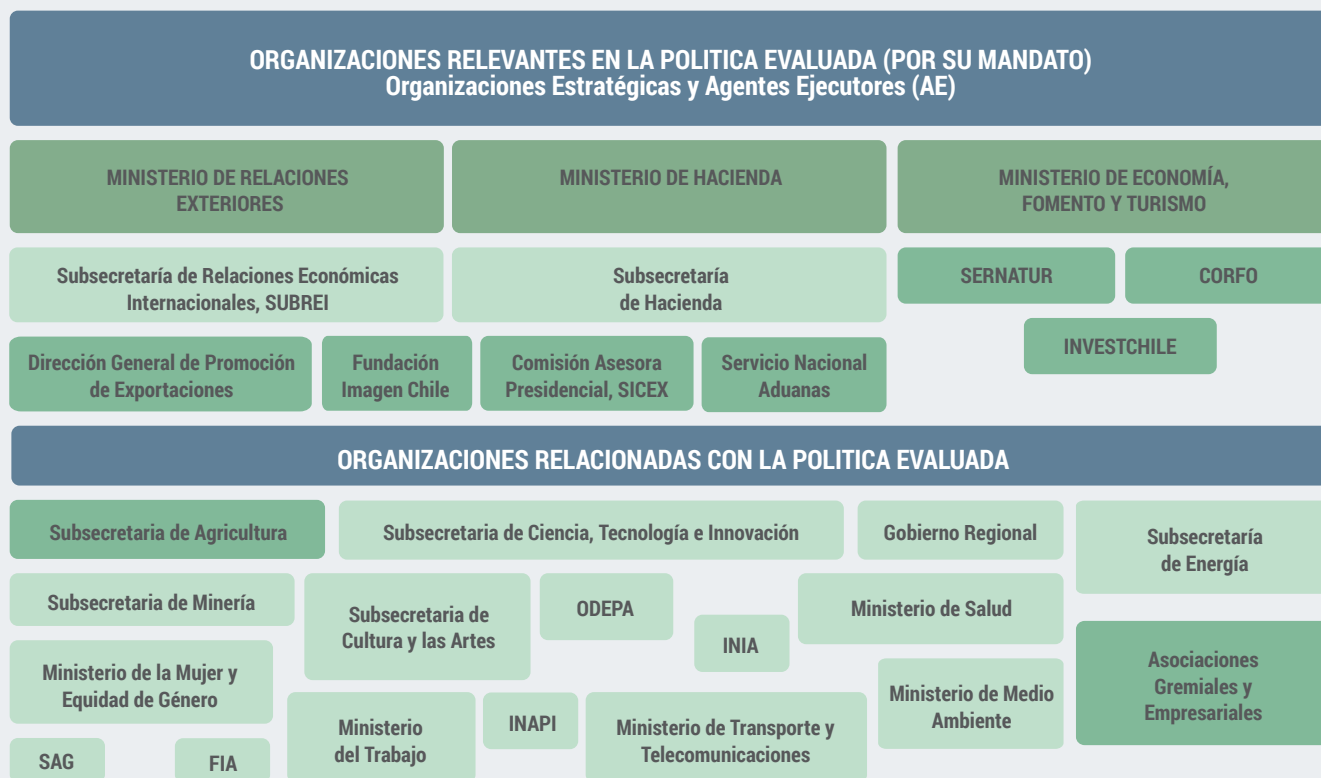 ORGANIZACIONES RELEVANTES EN LA POLITICA EVALUADA (POR SU MANDATO)
Organizaciones Estratégicas y Agentes Ejecutores (AE)
MINISTERIO DE RELACIONES
EXTERIORES
MINISTERIO DE HACIENDA
MINISTERIO DE ECONOMÍA,
FOMENTO Y TURISMO
Subsecretaría de Relaciones Económicas
Internacionales, SUBREI
Subsecretaría
de Hacienda
SERNATUR
CORFO
INVESTCHILE
Dirección General de Promoción
de Exportaciones
Fundación
Imagen Chile
Comisión Asesora
Presidencial, SICEX
Servicio Nacional
Aduanas
ORGANIZACIONES RELACIONADAS CON LA POLITICA EVALUADA
Subsecretaria de Agricultura
Subsecretaria de Ciencia, Tecnología e Innovación
Gobierno Regional
Subsecretaría
de Energía
Subsecretaria de Minería
Subsecretaria de
Cultura y las Artes
ODEPA
INIA
Ministerio de Salud
Ministerio de la Mujer y
Equidad de Género
Ministerio
del Trabajo
INAPI
Ministerio de Transporte y
Telecomunicaciones
Ministerio de Medio
Ambiente
Asociaciones
Gremiales y
Empresariales
SAG
FIA